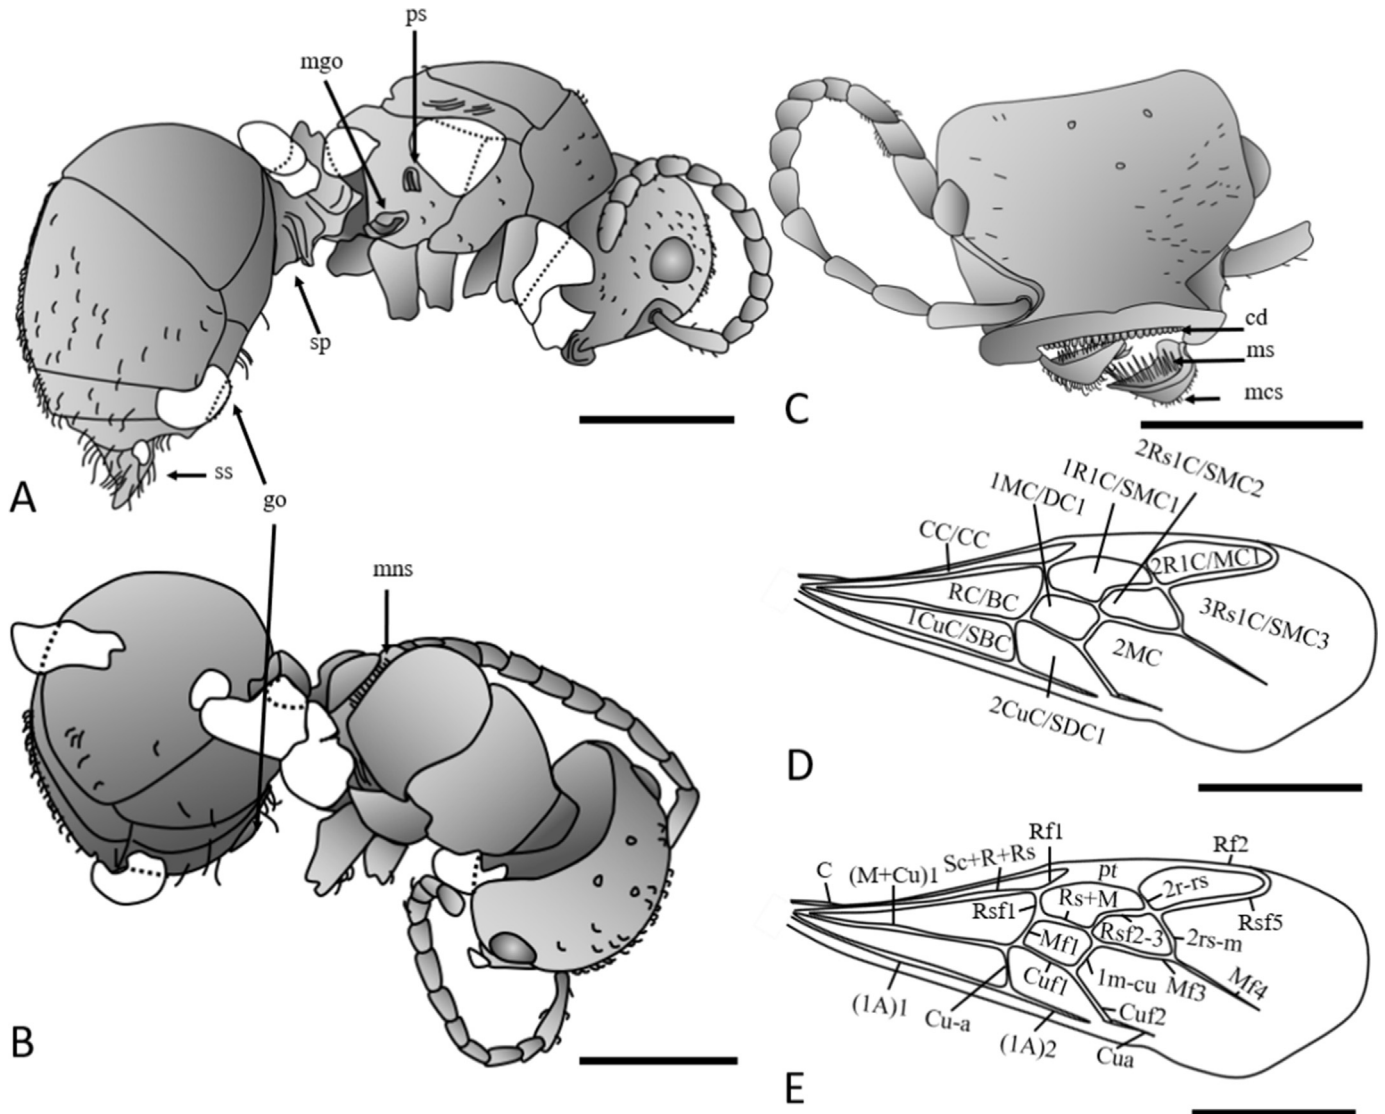 ps
mgo
sp
ss
go
A
mns
B
cd
ms
mcs
C
2Rs1C/SMC2
1R1C/SMC1
1MC/DC1
CC/CC
2R1C/MC1
RC/BC
3Rs1C/SMC3
1CuC/SBC
2MC
2CuC/SDC1
D
Rf1
Rf2
Sc+R+Rs
pt
C
(M+Cu)1
2r-rs
Rs+M
Rsf1
Rsf5
Rsf2-3
2rs-m
Mf1
1m-cu
Mf3
Mf4
Cuf1
(1A)1
Cu-a
Cuf2
(1A)2
Cua
E